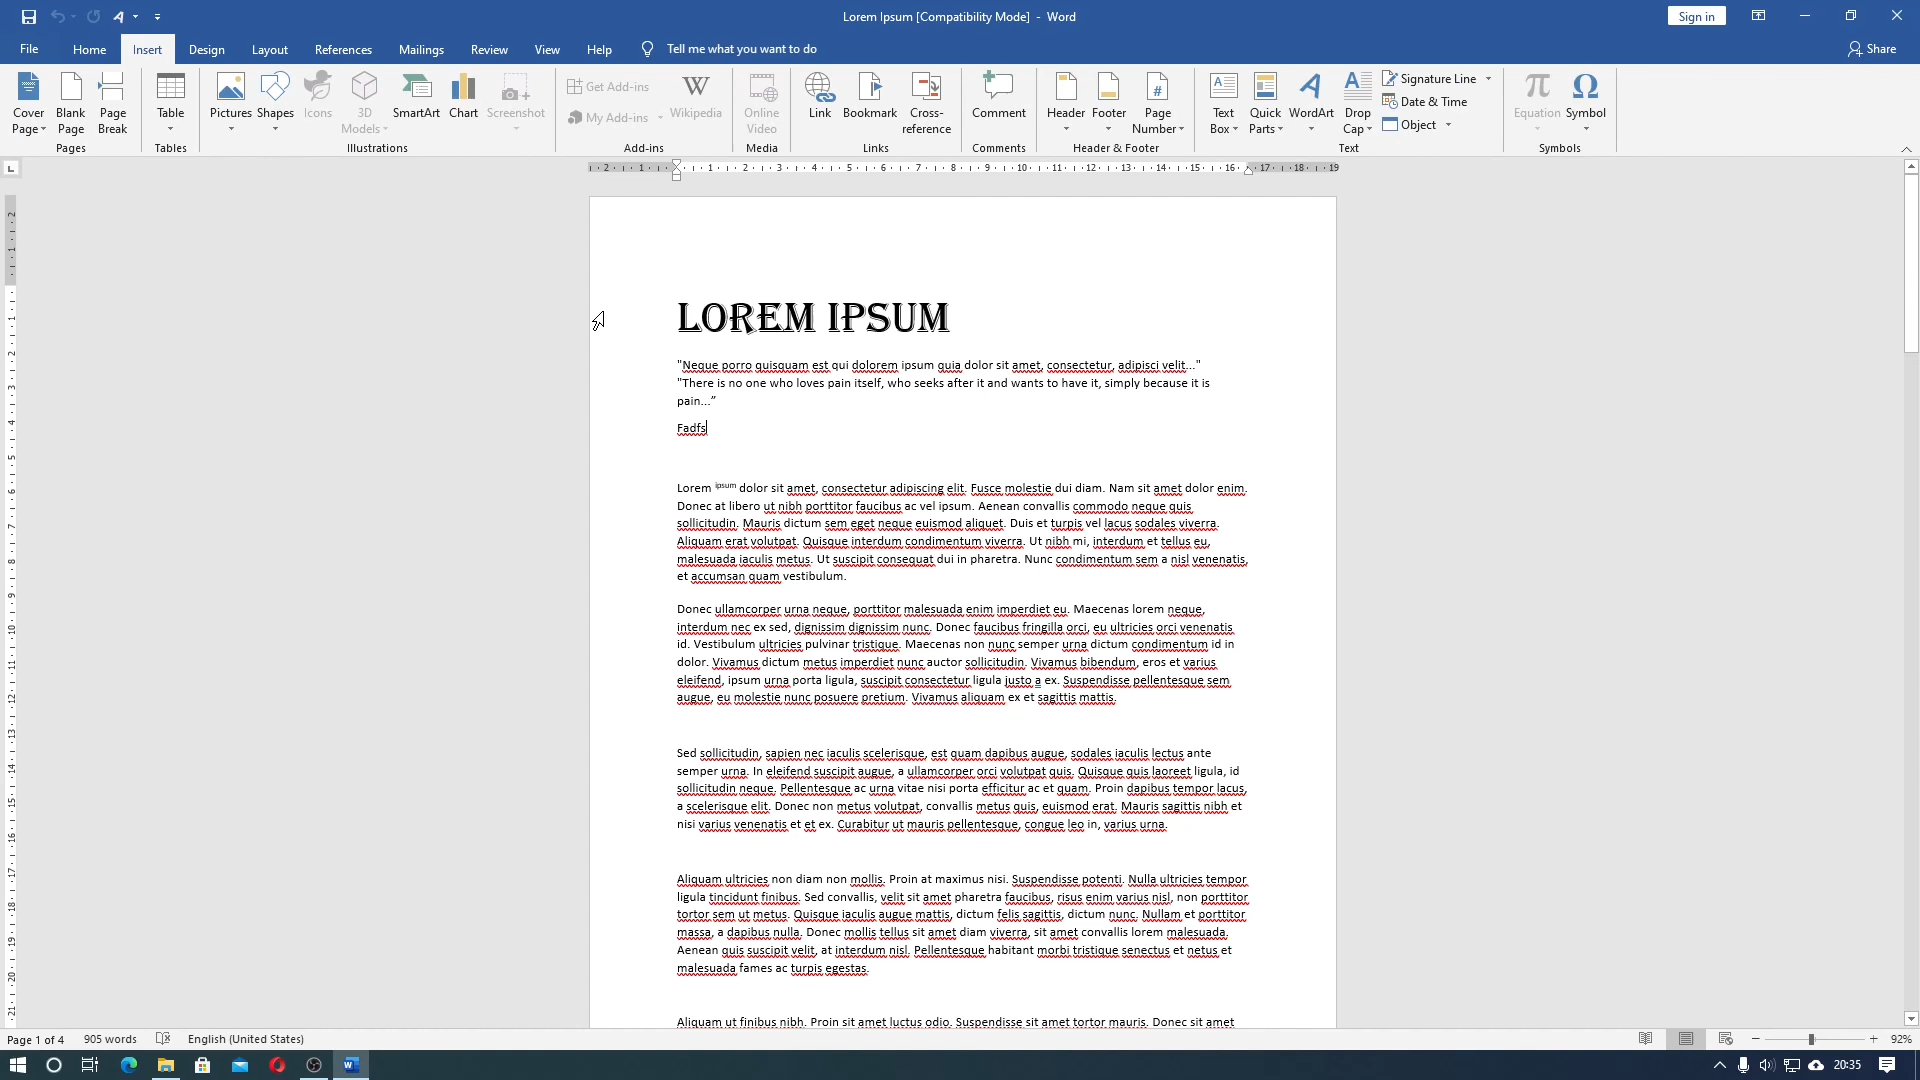 Lorem Ipsum [Compatibility Mode] - Word
Sign in
File Home Insert Design Layout References Mailings Review View Help Tell me what you want to do
Share
Cover Page
Blank Page
Page Break
Table
Pictures
Shapes
Icons
3D Models
SmartArt
Chart
Screenshot
Get Add-ins
My Add-ins
Wikipedia
Online Video
Link
Bookmark
Cross-reference
Comment
Header
Footer
Page Number
Text Box
Quick Parts
WordArt
Drop Cap
Signature Line
Date & Time
Object
Equation
Symbol
Pages Tables Illustrations Add-ins Media Links Comments Header & Footer Text Symbols
2 1 1 2 3 4 5 6 7 8 9 10 11 12 13 14 15 16 17 18 19
LOREM IPSUM
"Neque porro quisquam est qui dolorem ipsum quia dolor sit amet, consectetur, adipisci velit..."
"There is no one who loves pain itself, who seeks after it and wants to have it, simply because it is
pain..."
Fadfs
Lorem ipsum dolor sit amet, consectetur adipiscing elit. Fusce molestie dui diam. Nam sit amet dolor enim.
Donec at libero ut nibh porttitor faucibus ac vel ipsum. Aenean convallis commodo neque quis
sollicitudin. Mauris dictum sem eget neque euismod aliquet. Duis et turpis vel lacus sodales viverra.
Aliquam erat volutpat. Quisque interdum condimentum viverra. Ut nibh mi, interdum et tellus eu,
malesuada iaculis metus. Ut suscipit consequat dui in pharetra. Nunc condimentum sem a nisl venenatis,
et accumsan quam vestibulum.
Donec ullamcorper urna neque, porttitor malesuada enim imperdiet eu. Maecenas lorem neque,
interdum nec ex sed, dignissim dignissim nunc. Donec faucibus fringilla orci, eu ultricies orci venenatis
id. Vestibulum ultricies pulvinar tristique. Maecenas non nunc semper urna dictum condimentum id in
dolor. Vivamus dictum metus imperdiet nunc auctor sollicitudin. Vivamus bibendum, eros et varius
eleifend, ipsum urna porta ligula, suscipit consectetur ligula justo a ex. Suspendisse pellentesque sem
augue, eu molestie nunc posuere pretium. Vivamus aliquam ex et sagittis mattis.
Sed sollicitudin, sapien nec iaculis scelerisque, est quam dapibus augue, sodales iaculis lectus ante
semper urna. In eleifend suscipit augue, a ullamcorper orci volutpat quis. Quisque quis laoreet ligula, id
sollicitudin neque. Pellentesque ac urna vitae nisi porta efficitur ac et quam. Proin dapibus tempor lacus,
a scelerisque elit. Donec non metus volutpat, convallis metus quis, euismod erat. Mauris sagittis nibh et
nisi varius venenatis et et ex. Curabitur ut mauris pellentesque, congue leo in, varius urna.
Aliquam ultricies non diam non mollis. Proin at maximus nisi. Suspendisse potenti. Nulla ultricies tempor
ligula tincidunt finibus. Sed convallis, velit sit amet pharetra faucibus, risus enim varius nisl, non porttitor
tortor sem ut metus. Quisque iaculis augue mattis, dictum felis sagittis, dictum nunc. Nullam et porttitor
massa, a dapibus nulla. Donec mollis tellus sit amet diam viverra, sit amet convallis lorem malesuada.
Aenean quis suscipit velit, at interdum nisl. Pellentesque habitant morbi tristique senectus et netus et
malesuada fames ac turpis egestas.
Aliquam ut finibus nibh. Proin sit amet luctus odio. Suspendisse sit amet tortor mauris. Donec sit amet
Page 1 of 4 905 words English (United States)
92%
20:35